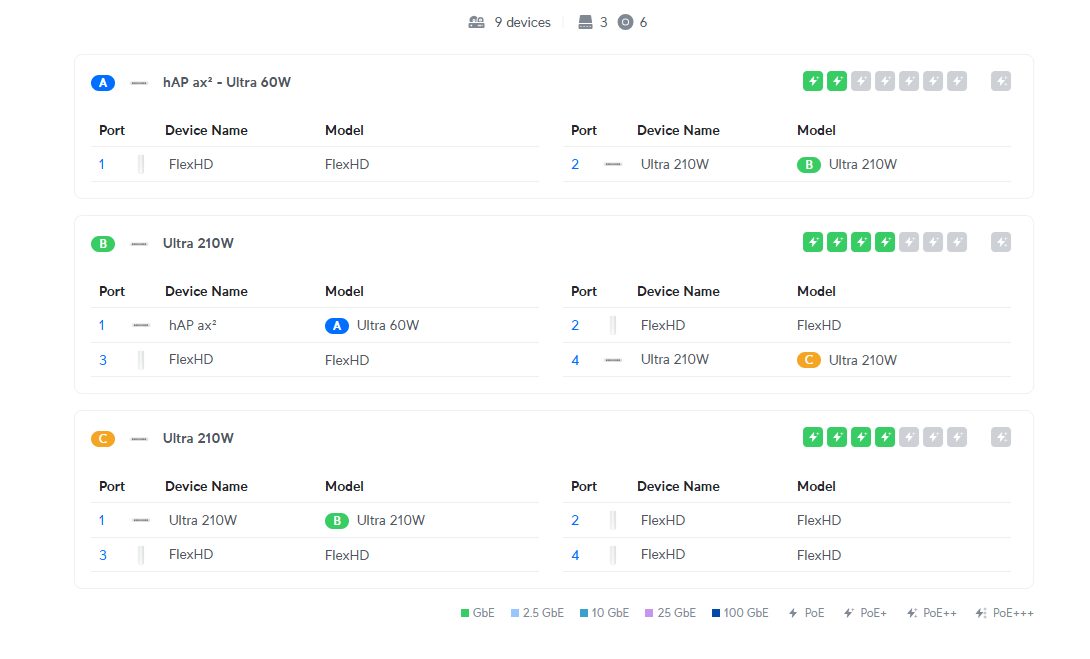 9 devices 3 6
A hAP ax² - Ultra 60W
Port Device Name Model Port Device Name Model
1 FlexHD FlexHD 2 Ultra 210W B Ultra 210W
B Ultra 210W
Port Device Name Model Port Device Name Model
1 hAP ax² A Ultra 60W 2 FlexHD FlexHD
3 FlexHD FlexHD 4 Ultra 210W C Ultra 210W
C Ultra 210W
Port Device Name Model Port Device Name Model
1 Ultra 210W B Ultra 210W 2 FlexHD FlexHD
3 FlexHD FlexHD 4 FlexHD FlexHD
GbE 2.5 GbE 10 GbE 25 GbE 100 GbE PoE PoE+ PoE++ PoE+++